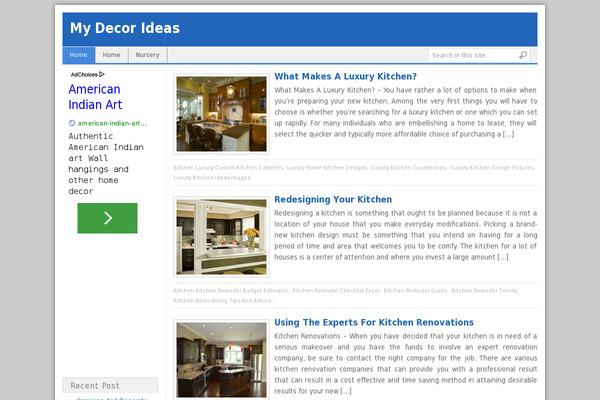 My Decor Ideas
Home
Home
Nursery
Search in this site...
AdChoices
American
Indian Art
american-indian-art...
Authentic
American Indian
art Wall
hangings and
other home
decor
What Makes A Luxury Kitchen?
What Makes A Luxury Kitchen? – You have rather a lot of options to make when
you're preparing your new kitchen. Among the very first things you will have to
choose is whether you're searching for a luxury kitchen or one which you can set
up rapidly. For many individuals who are embellishing a home to lease, they will
select the quicker and typically more affordable choice of purchasing a [...]
Kitchen Luxury Custom Kitchen Cabinets, Luxury Home Kitchen Designs, Luxury Kitchen Countertops, Luxury Kitchen Design Pictures,
Luxury Kitchen Ideas Images,
Redesigning Your Kitchen
Redesigning a kitchen is something that ought to be planned because it is not a
location of your house that you make everyday modifications. Picking a brand-
new kitchen design must be something that you intend on having for a long
period of time and area that welcomes you to be comfy. The kitchen for a lot of
houses is a center of attention and where you invest a large amount [...]
Kitchen Kitchen Remodel Budget Estimator, Kitchen Remodel Checklist Excel, Kitchen Remodel Guide, Kitchen Remodel Trends,
Kitchen Remodeling Tips And Advice,
Using The Experts For Kitchen Renovations
Kitchen Renovations – When you have decided that your kitchen is in need of a
serious makeover and you have the funds to involve an expert renovation
company, be sure to contact the right company for the job. There are various
kitchen renovation companies that can provide you with a professional result
that can result in a cost effective and time saving method in attaining desirable
results for your new [...]
Recent Post